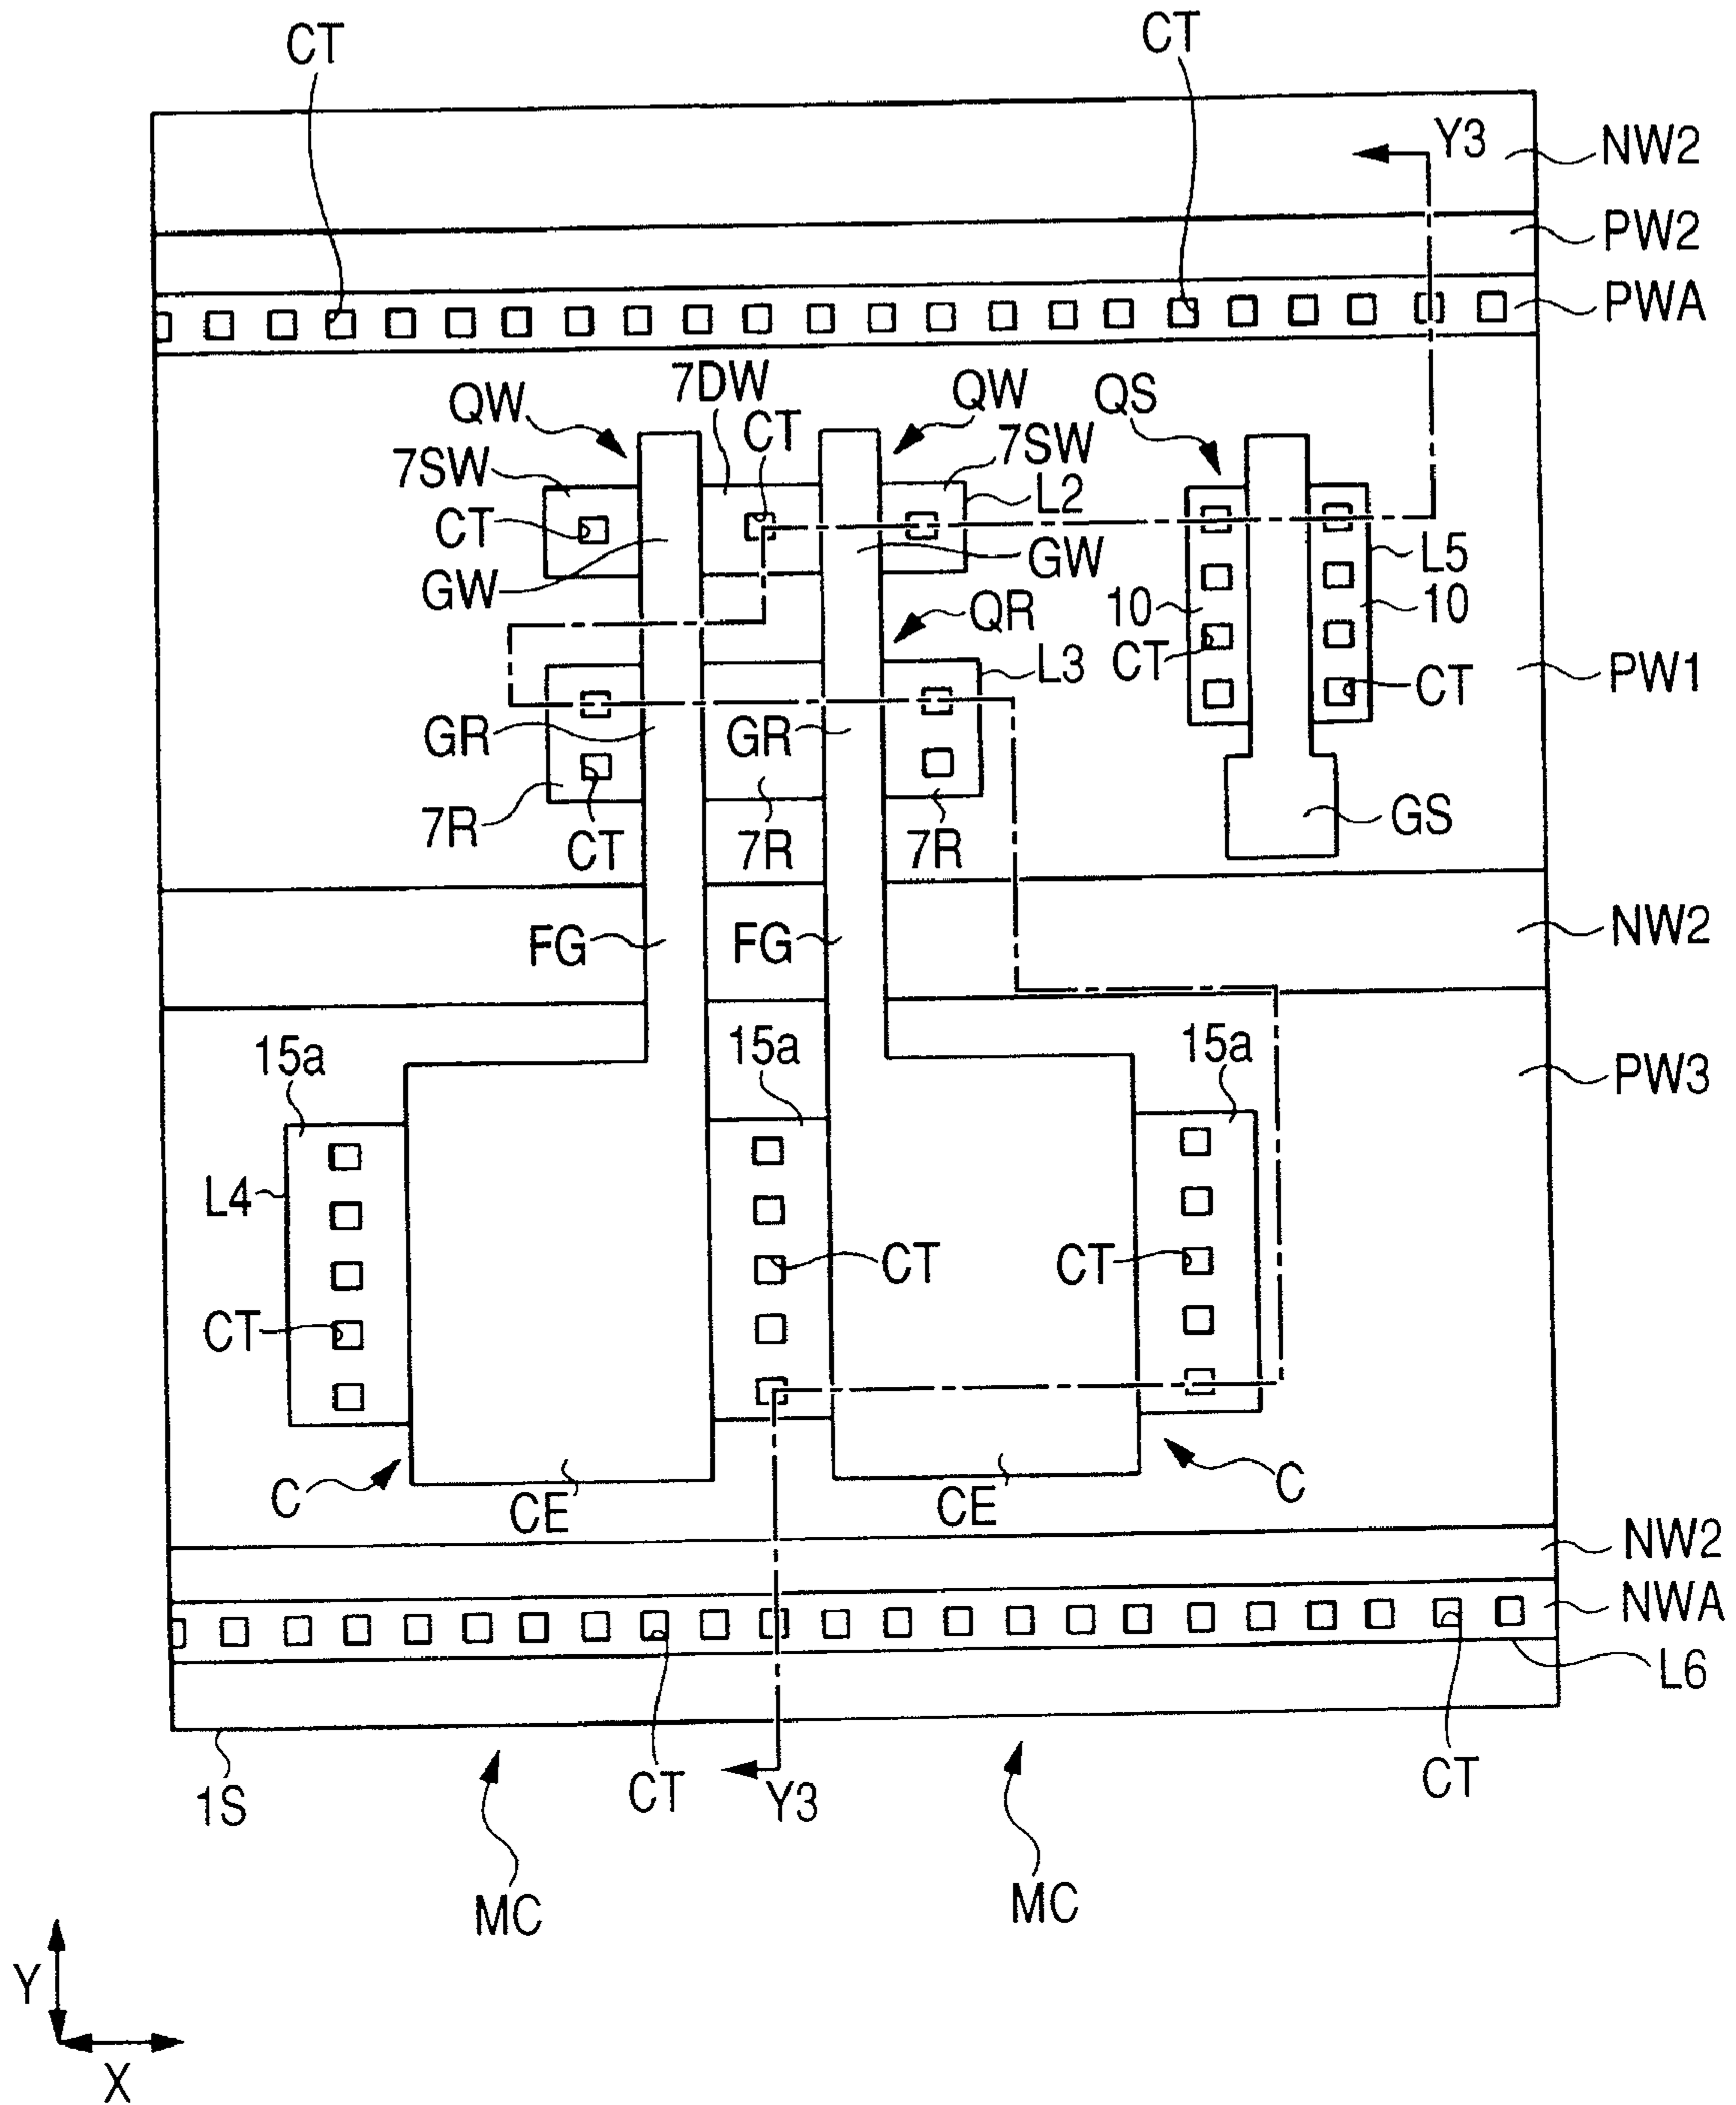 CT CT
Y3 NW2
PW2
PWA
7DW QW QS
QW CT
7SW 7SW
CT L2
GW GW L5
QR 10 10
L3 CT CT PW1
GR GR
7R 7R 7R GS
CT
FG FG NW2
15a 15a 15a
PW3
L4
CT CT
CT
C CE CE C
NW2
NWA
L6
1S CT Y3 CT
MC MC
Y
X